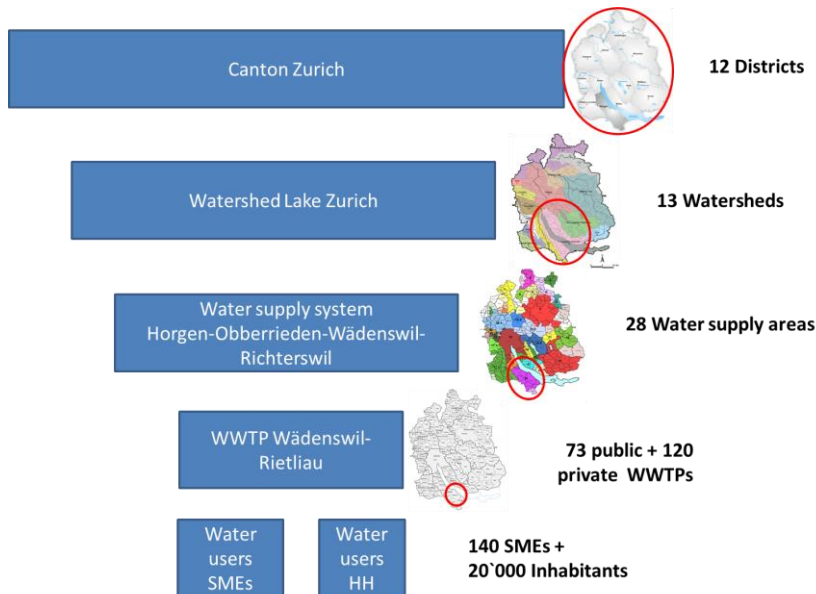 Canton Zurich
12 Districts
Watershed Lake Zurich
13 Watersheds
Water supply system
Horgen-Obberrieden-Wädenswil-
Richterswil
28 Water supply areas
WWTP Wädenswil-
Rietliau
73 public + 120
private WWTPs
Water
users
SMEs
Water
users
HH
140 SMEs +
20`000 Inhabitants